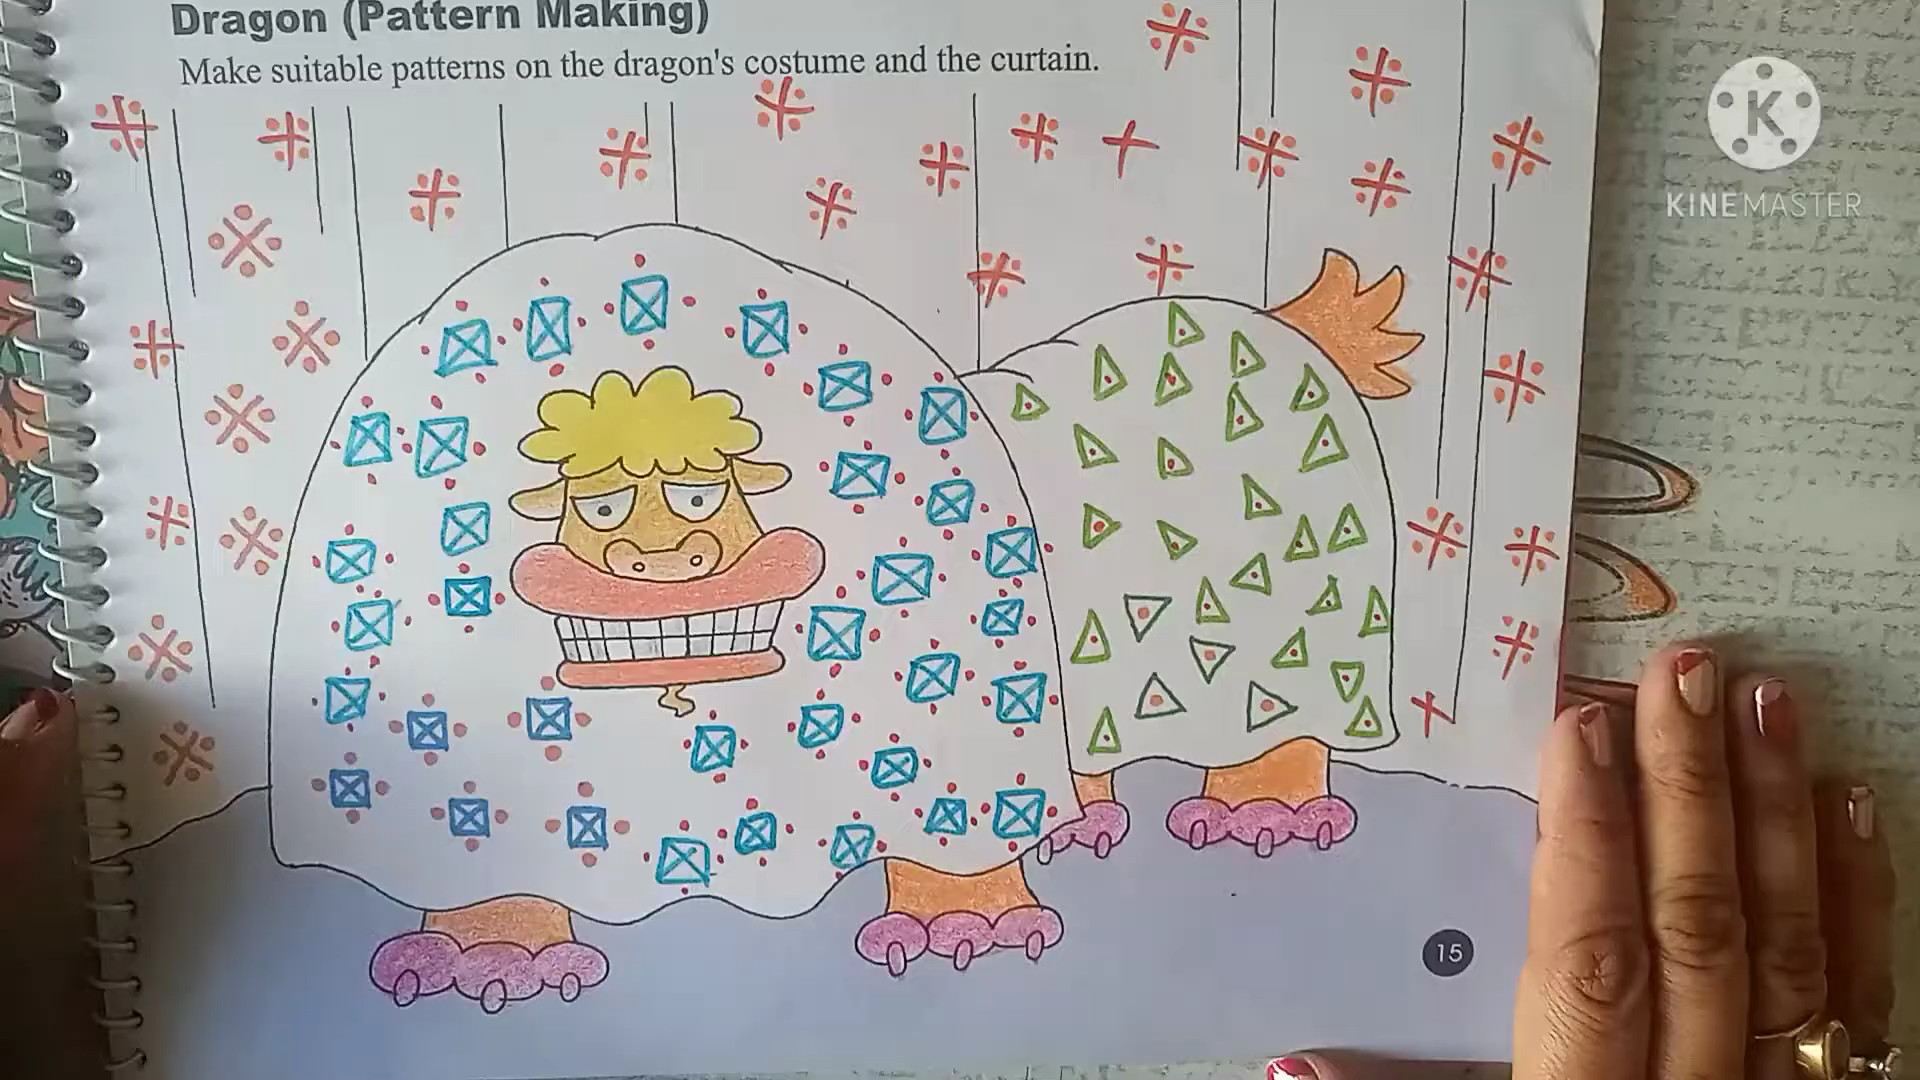 Dragon (Pattern Making)
Make suitable patterns on the dragon's costume and the curtain.
K
KINEMASTER
15